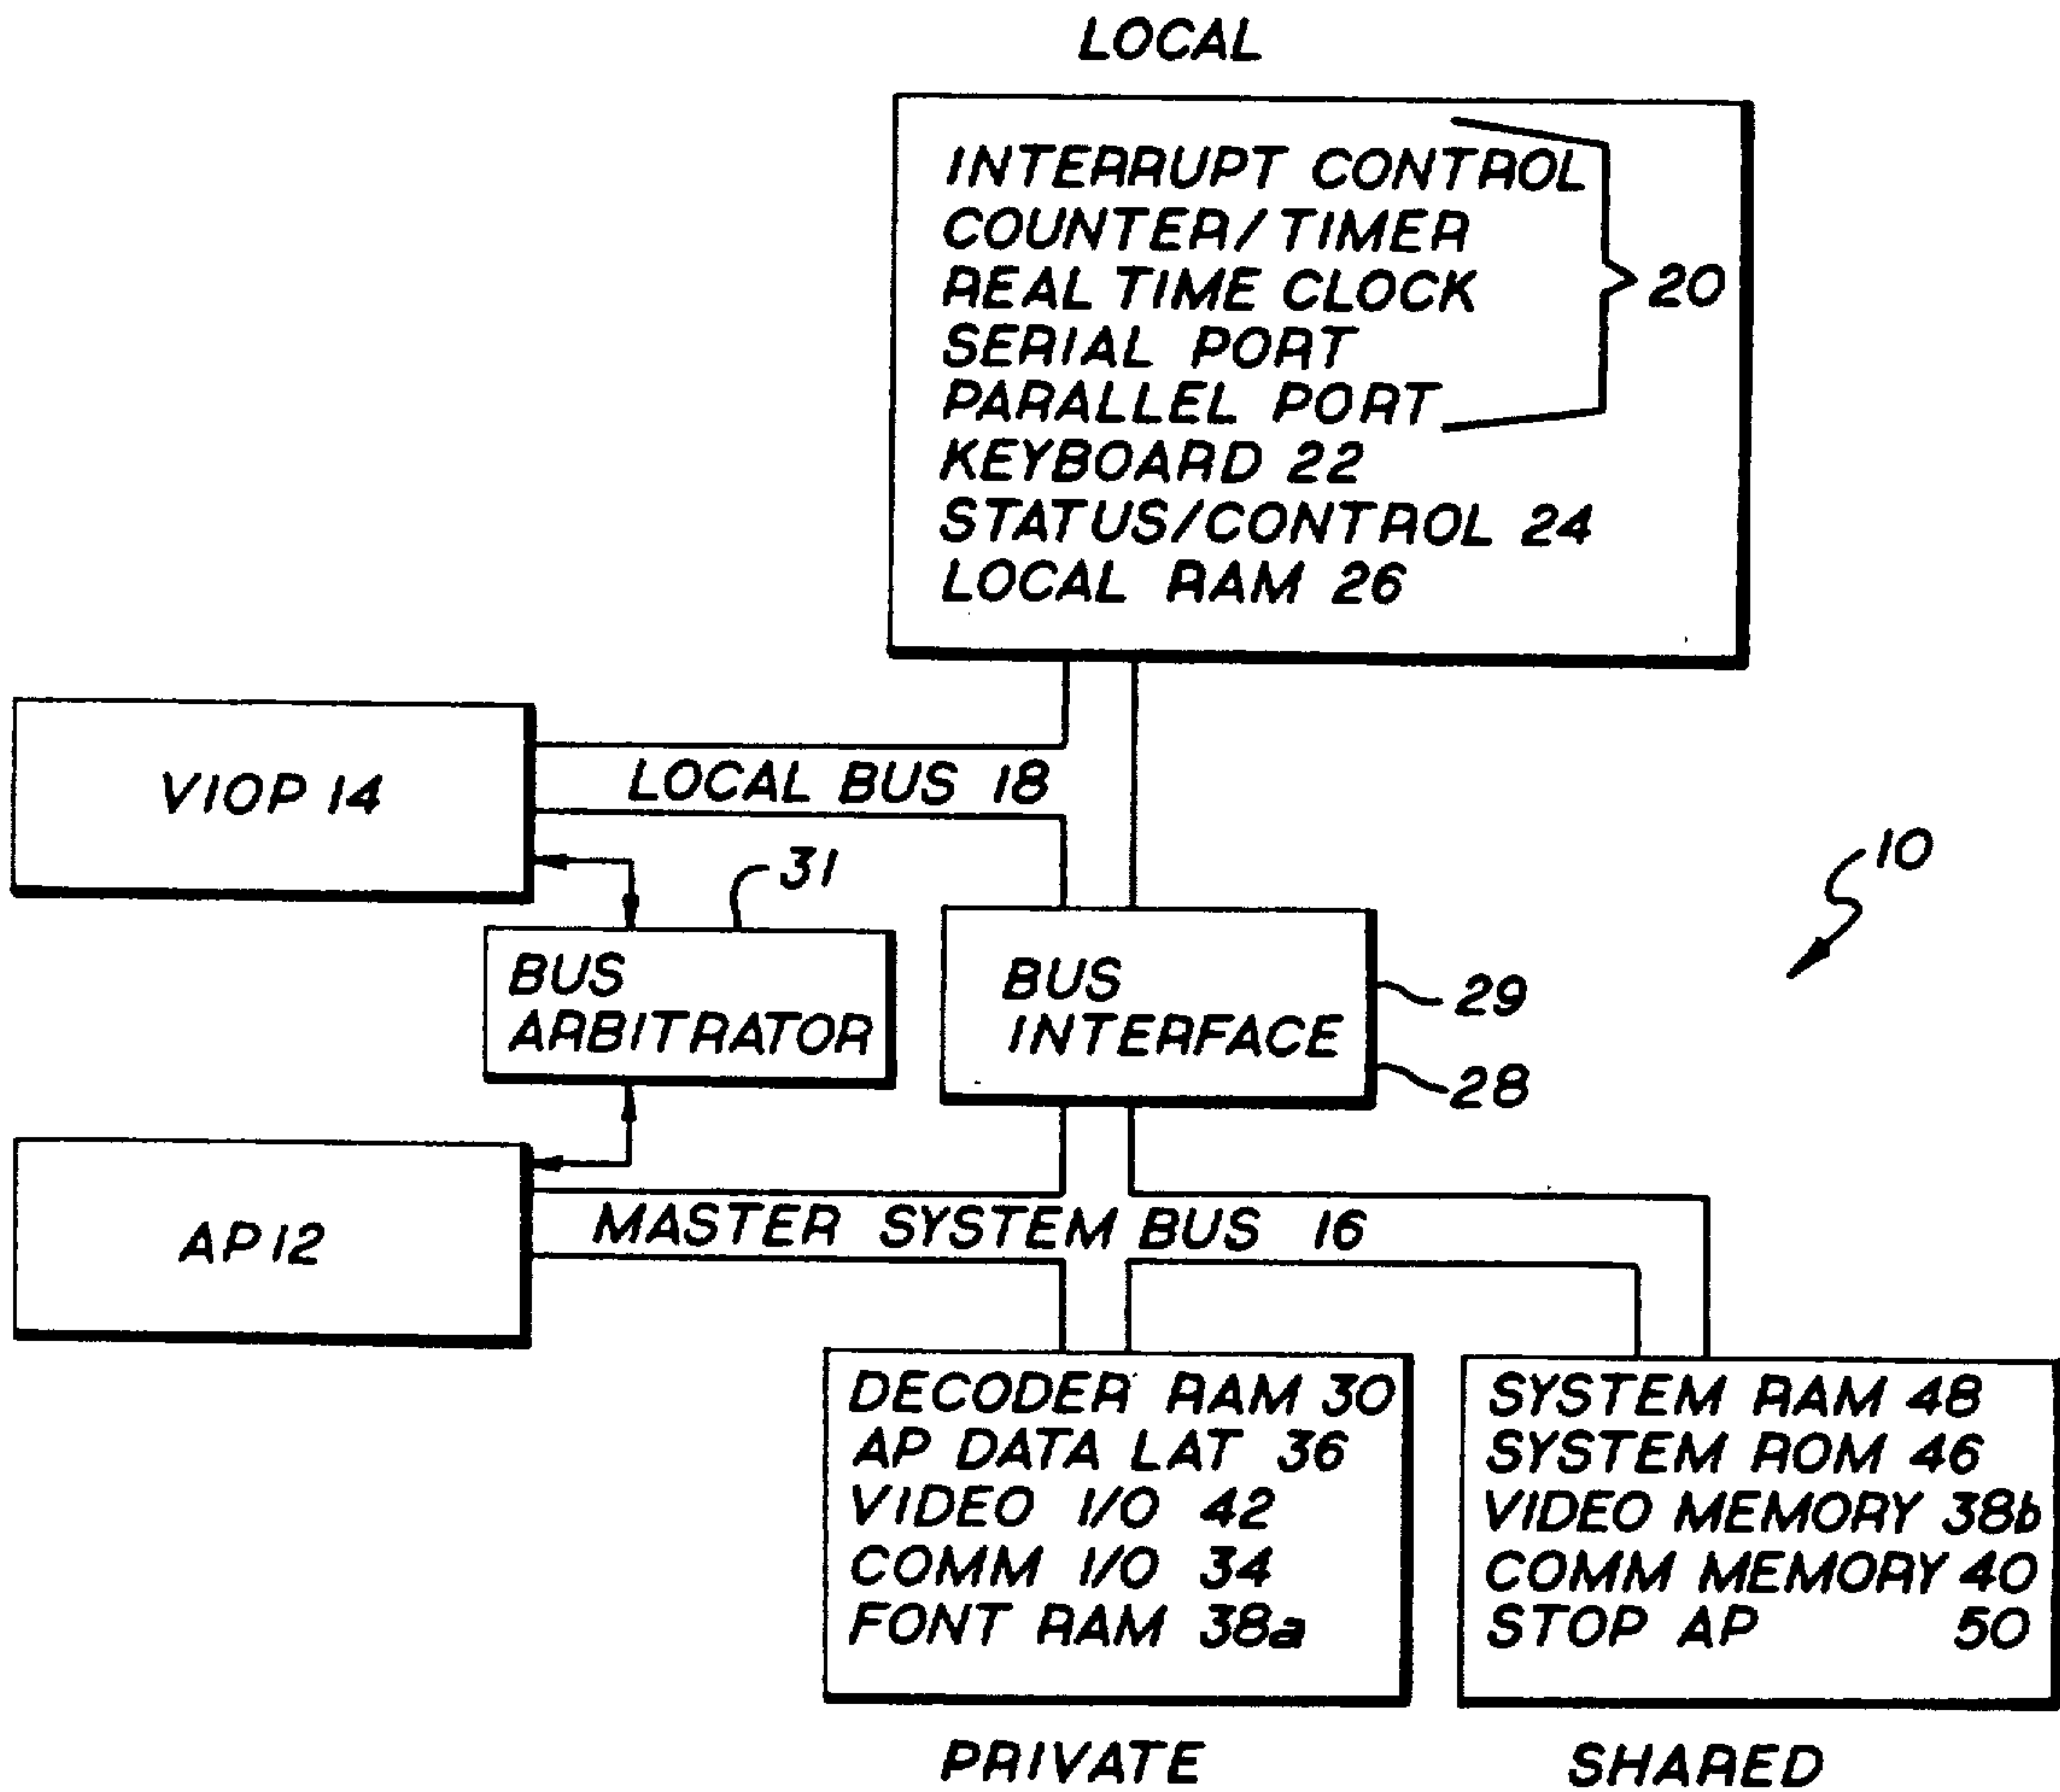 LOCAL
INTERRUPT CONTROL
COUNTER/TIMER
REAL TIME CLOCK
20
SERIAL PORT
PARALLEL PORT
KEYBOARD 22
STATUS/CONTROL 24
LOCAL RAM 26
VIOP 14
LOCAL BUS 18
31
10
BUS
ARBITRATOR
BUS
INTERFACE
29
28
AP 12
MASTER SYSTEM BUS 16
DECODER RAM 30
AP DATA LAT 36
VIDEO I/O 42
COMM I/O 34
FONT RAM 38a
SYSTEM RAM 48
SYSTEM ROM 46
VIDEO MEMORY 38b
COMM MEMORY 40
STOP AP 50
PRIVATE
SHARED